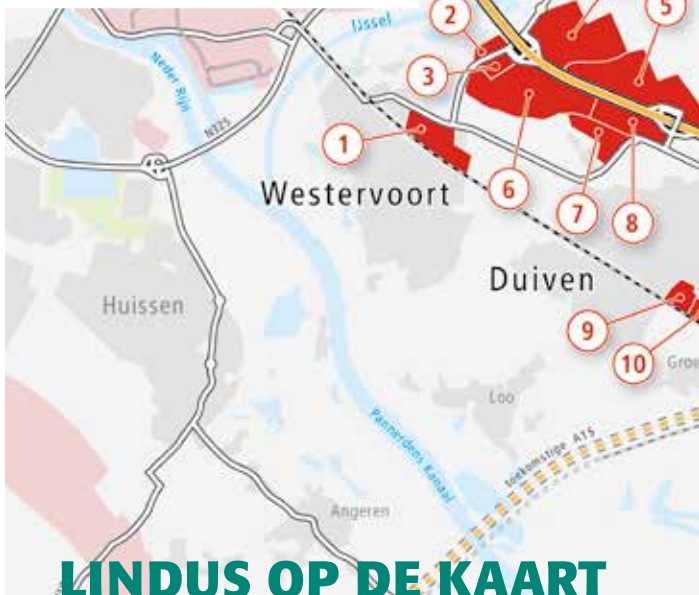 2
5
IJssel
Neder Rijn
3
N325
1
6
7
8
Westervoort
Duiven
Huissen
9
10
Groe
Loo
toekomstige A15
Pannerdens Kanaal
Angeren
LINDUS OP DE KAART